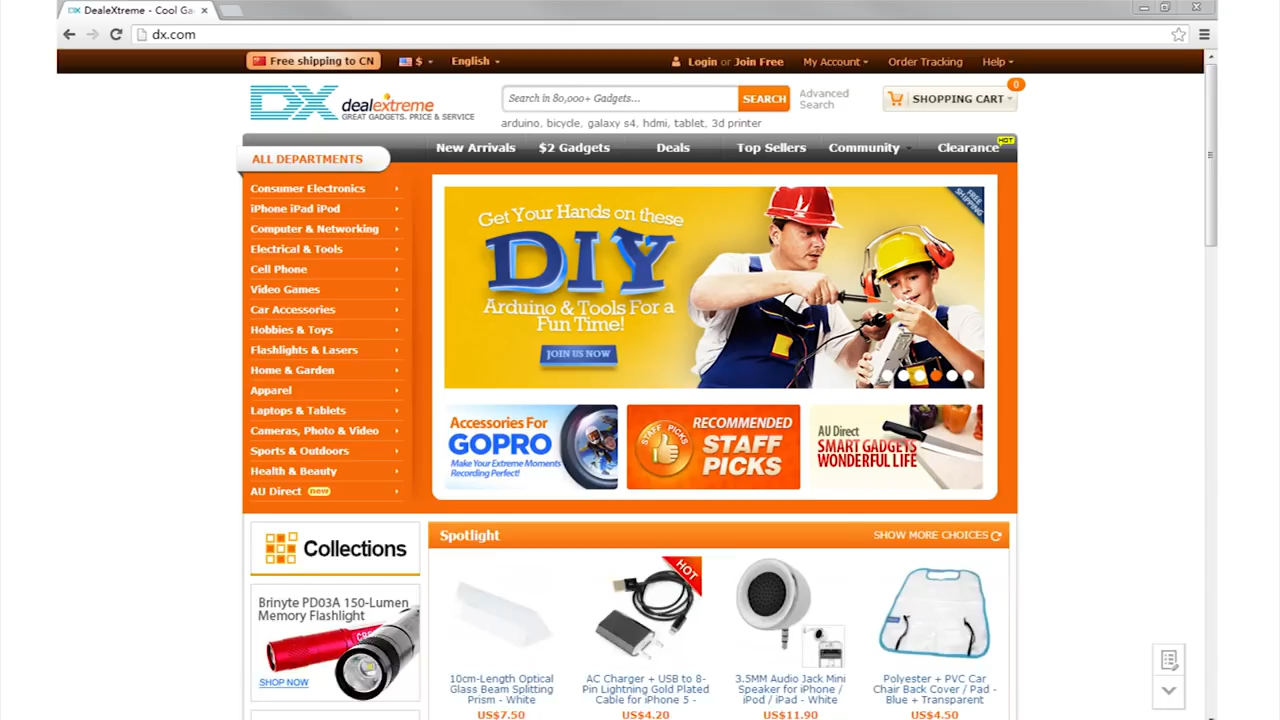 DX DealeXtreme - Cool Ga
dx.com
Free shipping to CN
$
English
Login or Join Free
My Account
Order Tracking
Help
DX dealextreme
GREAT GADGETS. PRICE & SERVICE
Search in 80,000+ Gadgets...
SEARCH
Advanced
Search
0
SHOPPING CART
arduino, bicycle, galaxy s4, hdmi, tablet, 3d printer
ALL DEPARTMENTS
New Arrivals
$2 Gadgets
Deals
Top Sellers
Community
Clearance
HOT
Consumer Electronics
iPhone iPad iPod
Computer & Networking
Electrical & Tools
Cell Phone
Video Games
Car Accessories
Hobbies & Toys
Flashlights & Lasers
Home & Garden
Apparel
Laptops & Tablets
Cameras, Photo & Video
Sports & Outdoors
Health & Beauty
AU Direct new
FREE
SHIPPING
Get Your Hands on these
DIY
Arduino & Tools For a
Fun Time!
JOIN US NOW
Accessories For
GOPRO
Make Your Extreme Moments
Recording Perfect!
STAFF
PICKS
RECOMMENDED
STAFF
PICKS
AU Direct
SMART GADGETS
WONDERFUL LIFE
Collections
Brinyte PD03A 150-Lumen
Memory Flashlight
SHOP NOW
Spotlight
SHOW MORE CHOICES
HOT
10cm-Length Optical
Glass Beam Splitting
Prism - White
US$7.50
AC Charger + USB to 8-
Pin Lightning Gold Plated
Cable for iPhone 5 -
US$4.20
3.5MM Audio Jack Mini
Speaker for iPhone /
iPod / iPad - White
US$11.90
Polyester + PVC Car
Chair Back Cover / Pad -
Blue + Transparent
US$4.50